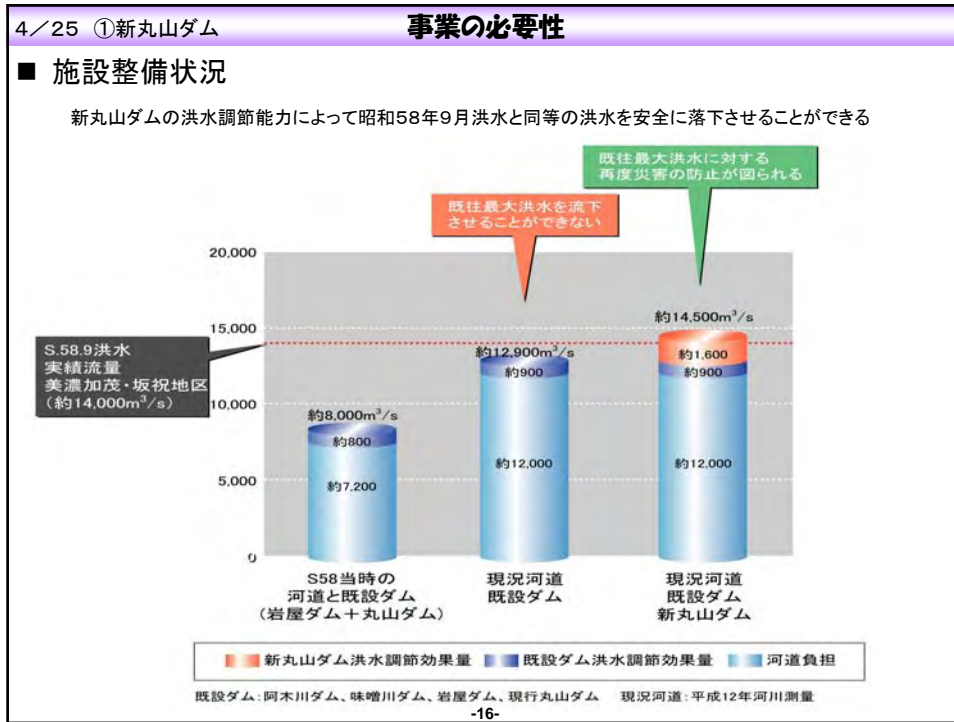 4／25 ①新丸山ダム
事業の必要性
■ 施設整備状況
新丸山ダムの洪水調節能力によって昭和58年9月洪水と同等の洪水を安全に落下させることができる
既往最大洪水に対する
再度災害の防止が図られる
既往最大洪水を流下
させることができない
20,000
15,000
10,000
5,000
0
S.58.9洪水
実績流量
美濃加茂・坂祝地区
(約14,000m³/s)
約8,000m³/s
約800
約7,200
約12,900m³/s
約900
約12,000
約14,500m³/s
約1,600
約900
約12,000
S58当時の
河道と既設ダム
(岩屋ダム＋丸山ダム)
現況河道
既設ダム
現況河道
既設ダム
新丸山ダム
新丸山ダム洪水調節効果量 既設ダム洪水調節効果量 河道負担
既設ダム:阿木川ダム、味噌川ダム、岩屋ダム、現行丸山ダム 現況河道:平成12年河川測量
-16-